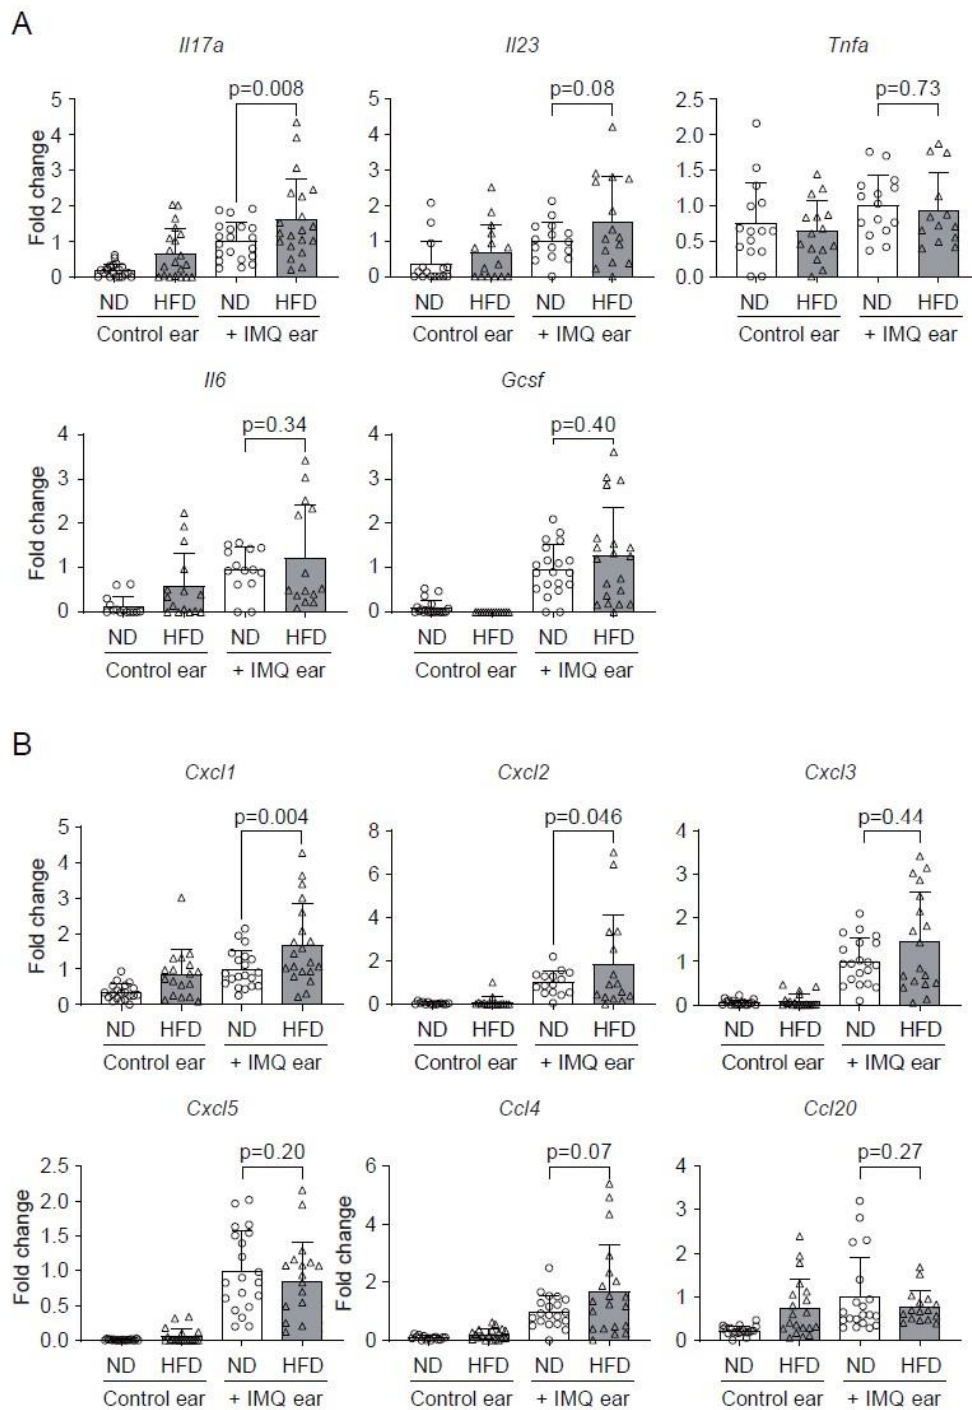 A
Il17a Il23 Tnfa
p=0.008 p=0.08 p=0.73
Fold change
5
4
3
2
1
0
5
4
3
2
1
0
2.5
2.0
1.5
1.0
0.5
0.0
ND HFD ND HFD ND HFD ND HFD ND HFD ND HFD
Control ear + IMQ ear Control ear + IMQ ear Control ear + IMQ ear
Il6 Gcsf
p=0.34 p=0.40
Fold change
4
3
2
1
0
4
3
2
1
0
ND HFD ND HFD ND HFD ND HFD
Control ear + IMQ ear Control ear + IMQ ear
B
Cxcl1 Cxcl2 Cxcl3
p=0.004 p=0.046 p=0.44
Fold change
5
4
3
2
1
0
8
6
4
2
0
4
3
2
1
0
ND HFD ND HFD ND HFD ND HFD ND HFD ND HFD
Control ear + IMQ ear Control ear + IMQ ear Control ear + IMQ ear
Cxcl5 Ccl4 Ccl20
p=0.20 p=0.07 p=0.27
Fold change
2.5
2.0
1.5
1.0
0.5
0.0
Fold change
6
4
2
0
4
3
2
1
0
ND HFD ND HFD ND HFD ND HFD ND HFD ND HFD
Control ear + IMQ ear Control ear + IMQ ear Control ear + IMQ ear